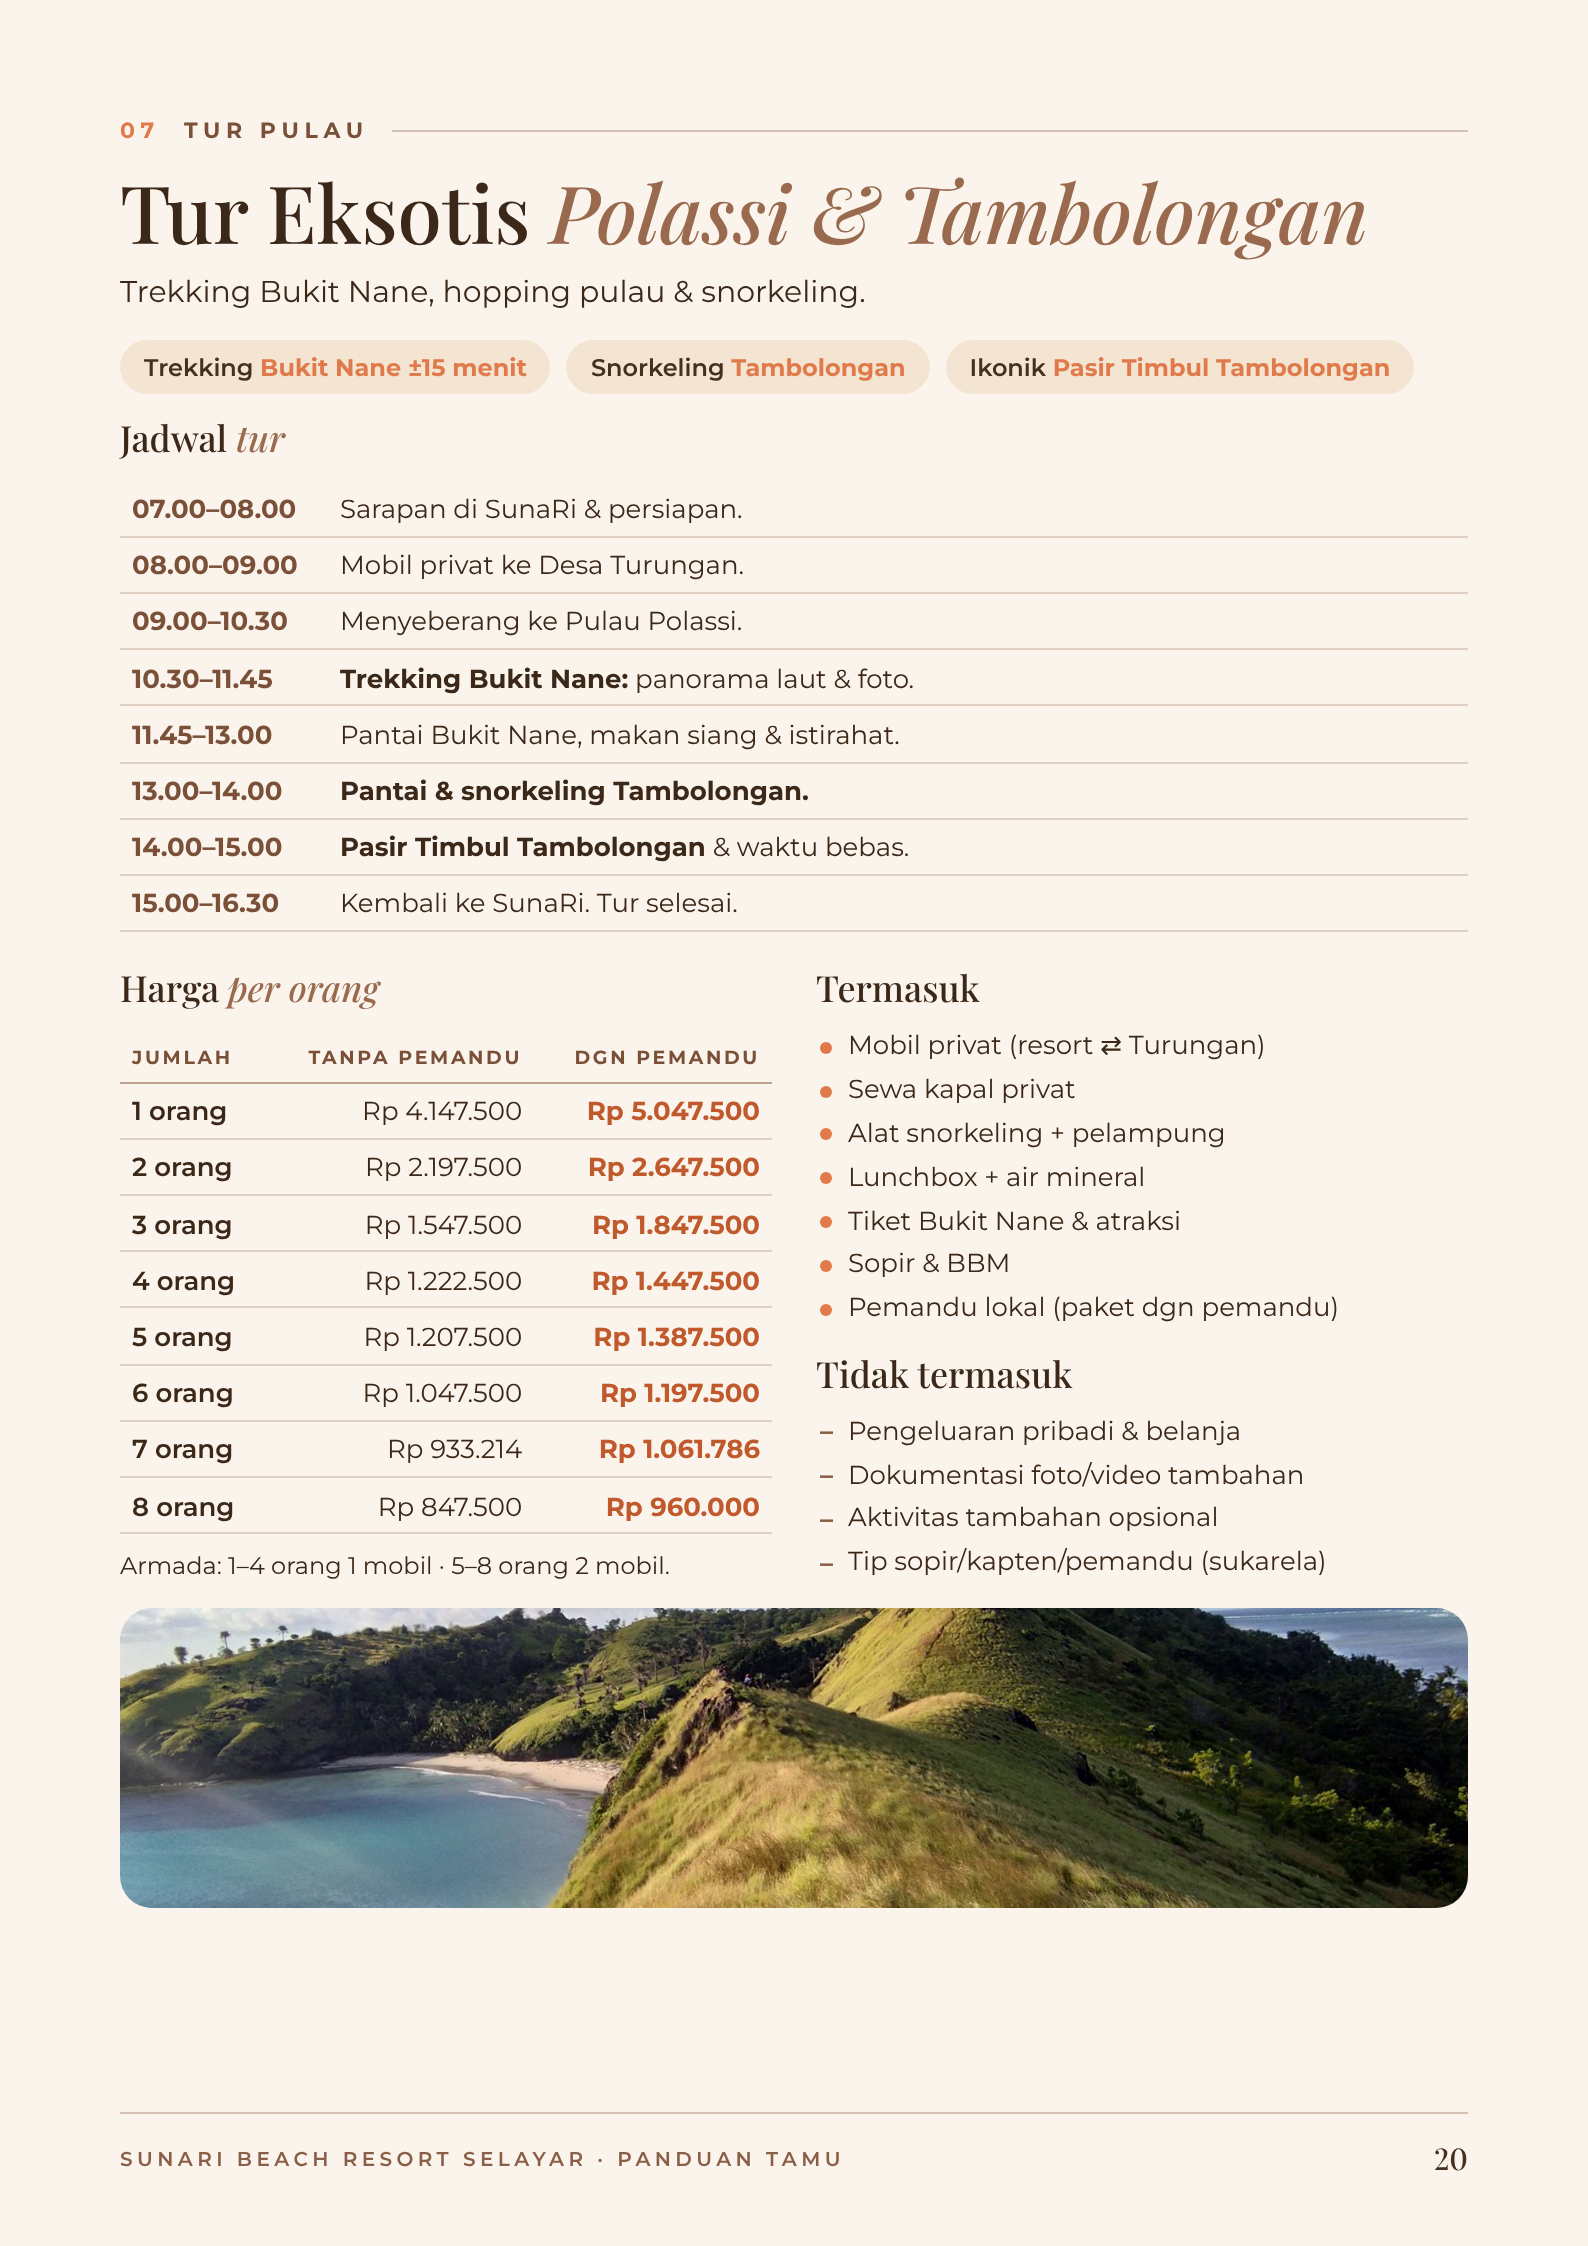 07 TUR PULAU
Tur Eksotis Polassi & Tambolongan
Trekking Bukit Nane, hopping pulau & snorkeling.
Trekking Bukit Nane ±15 menit Snorkeling Tambolongan Ikonik Pasir Timbul Tambolongan
Jadwal tur
07.00–08.00 Sarapan di SunaRi & persiapan.
08.00–09.00 Mobil privat ke Desa Turungan.
09.00–10.30 Menyeberang ke Pulau Polassi.
10.30–11.45 Trekking Bukit Nane: panorama laut & foto.
11.45–13.00 Pantai Bukit Nane, makan siang & istirahat.
13.00–14.00 Pantai & snorkeling Tambolongan.
14.00–15.00 Pasir Timbul Tambolongan & waktu bebas.
15.00–16.30 Kembali ke SunaRi. Tur selesai.
Harga per orang
JUMLAH TANPA PEMANDU DGN PEMANDU
1 orang Rp 4.147.500 Rp 5.047.500
2 orang Rp 2.197.500 Rp 2.647.500
3 orang Rp 1.547.500 Rp 1.847.500
4 orang Rp 1.222.500 Rp 1.447.500
5 orang Rp 1.207.500 Rp 1.387.500
6 orang Rp 1.047.500 Rp 1.197.500
7 orang Rp 933.214 Rp 1.061.786
8 orang Rp 847.500 Rp 960.000
Armada: 1–4 orang 1 mobil · 5–8 orang 2 mobil.
Termasuk
Mobil privat (resort ⇄ Turungan)
Sewa kapal privat
Alat snorkeling + pelampung
Lunchbox + air mineral
Tiket Bukit Nane & atraksi
Sopir & BBM
Pemandu lokal (paket dgn pemandu)
Tidak termasuk
– Pengeluaran pribadi & belanja
– Dokumentasi foto/video tambahan
– Aktivitas tambahan opsional
– Tip sopir/kapten/pemandu (sukarela)
SUNARI BEACH RESORT SELAYAR · PANDUAN TAMU 20